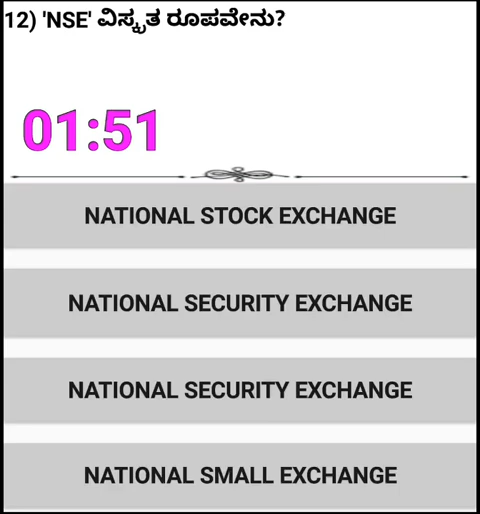 12) 'NSE' ವಿಸ್ಕೃತ ರೂಪವೇನು?
01:51
NATIONAL STOCK EXCHANGE
NATIONAL SECURITY EXCHANGE
NATIONAL SECURITY EXCHANGE
NATIONAL SMALL EXCHANGE